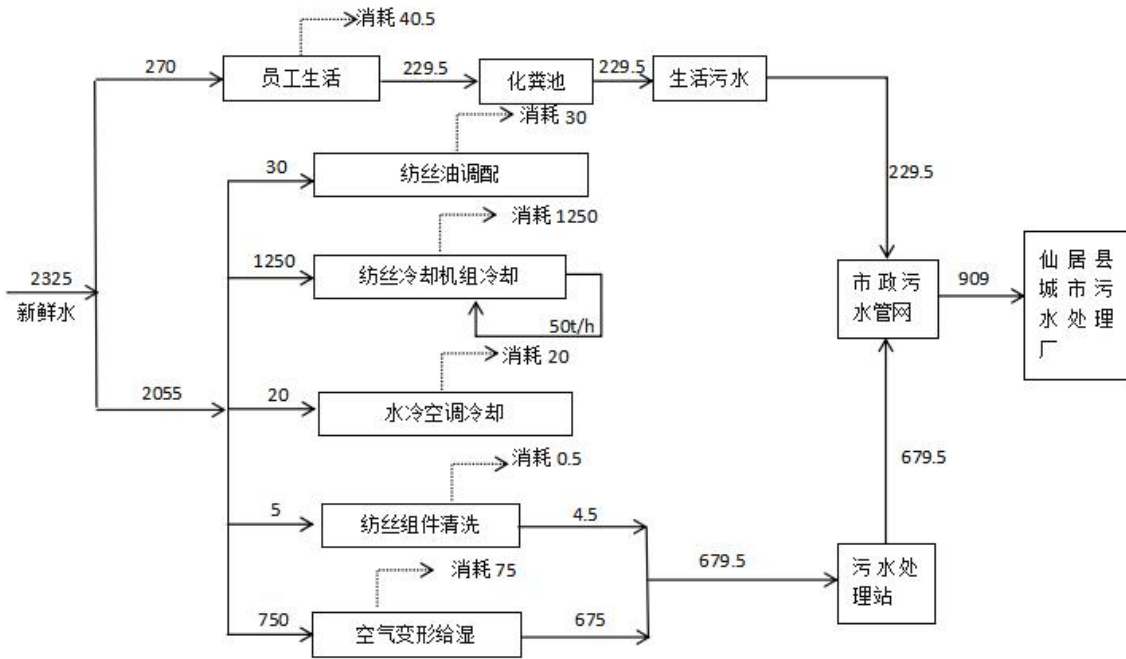 消耗 40.5
270
员工生活
229.5
化粪池
229.5
生活污水
消耗 30
30
纺丝油调配
229.5
消耗 1250
1250
纺丝冷却机组冷却
50t/h
2325
新鲜水
市政污
水管网
909
仙居县
城市污
水处理
厂
消耗 20
2055
20
水冷空调冷却
消耗 0.5
5
纺丝组件清洗
4.5
679.5
679.5
污水处
理站
消耗 75
750
空气变形给湿
675